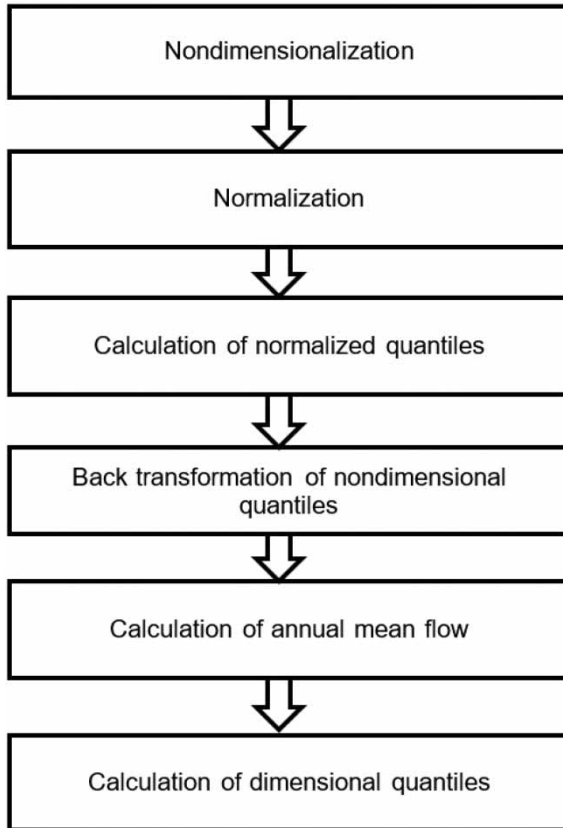 Nondimensionalization
Normalization
Calculation of normalized quantiles
Back transformation of nondimensional
quantiles
Calculation of annual mean flow
Calculation of dimensional quantiles